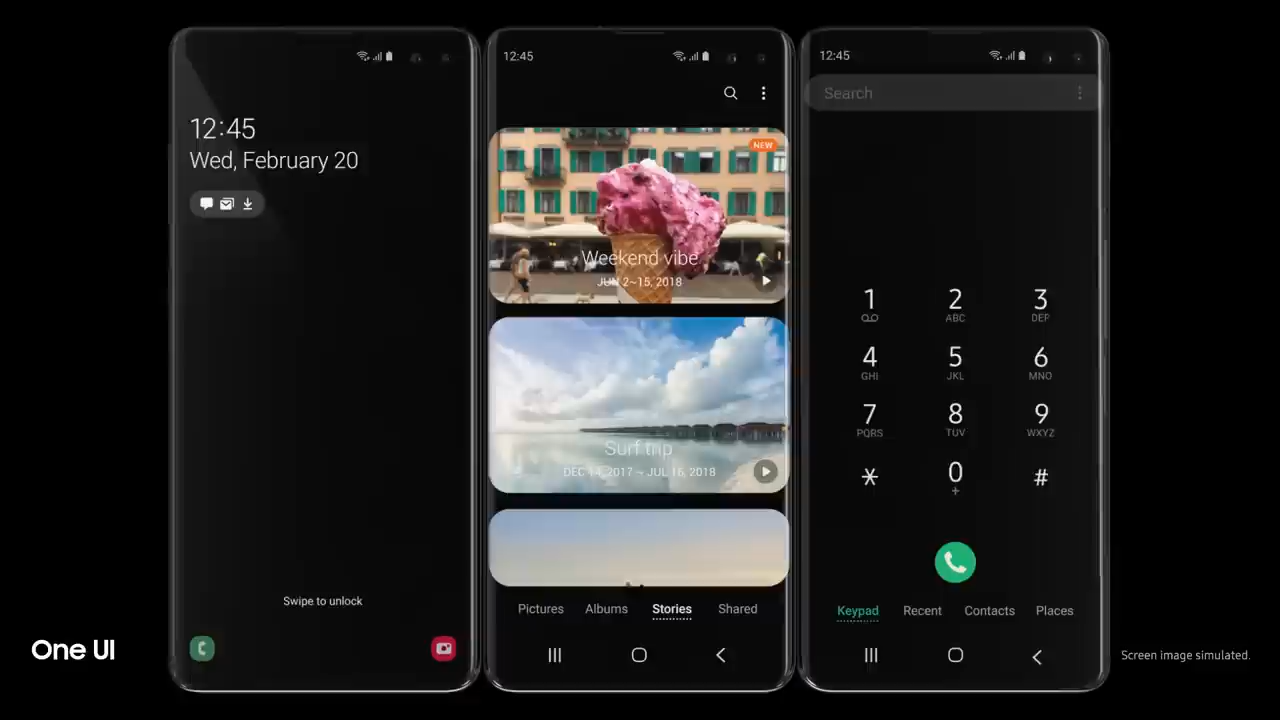 12:45
Wed, February 20
Swipe to unlock
12:45
NEW
Weekend vibe
JUN 2~15, 2018
Surf trip
DEC 14, 2017 ~ JUL 16, 2018
Pictures Albums Stories Shared
12:45
Search
1 2 3
ABC DEF
4 5 6
GHI JKL MNO
7 8 9
PQRS TUV WXYZ
* 0 #
+
Keypad Recent Contacts Places
One UI
Screen image simulated.